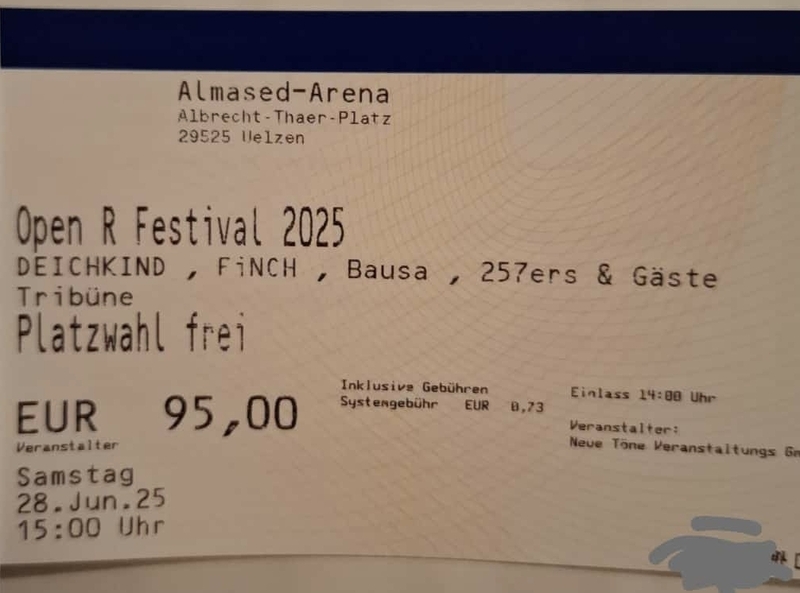 Almased-Arena
Albrecht-Thaer-Platz
29525 Uelzen
Open R Festival 2025
DEICHKIND , FiNCH , Bausa , 257ers & Gäste
Tribüne
Platzwahl frei
EUR 95,00
Inklusive Gebühren
Systemgebühr EUR 0,73
Einlass 14:00 Uhr
Veranstalter:
Neue Töne Veranstaltungs Gm
Veranstalter
Samstag
28.Jun.25
15:00 Uhr